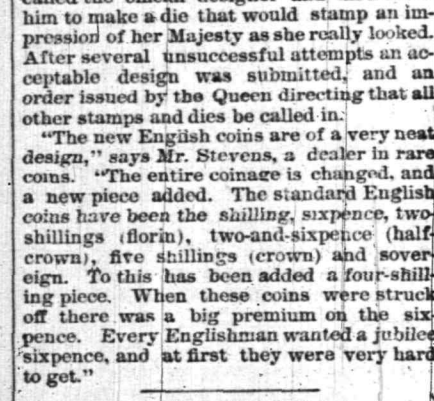 him to make a die that would stamp an im-
pression of her Majesty as she really looked.
After several unsuccessful attempts an ac-
ceptable design was submitted, and an
order issued by the Queen directing that all
other stamps and dies be called in.
"The new English coins are of a very neat
design," says Mr. Stevens, a dealer in rare
coins. "The entire coinage is changed, and
a new piece added. The standard English
coins have been the shilling, sixpence, two-
shillings (florin), two-and-sixpence (half-
crown), five shillings (crown) and sover
eign. To this has been added a four-shill-
ing piece. When these coins were struck
off there was a big premium on the six
pence. Every Englishman wanted a jubilee
sixpence, and at first they were very hard
to get."